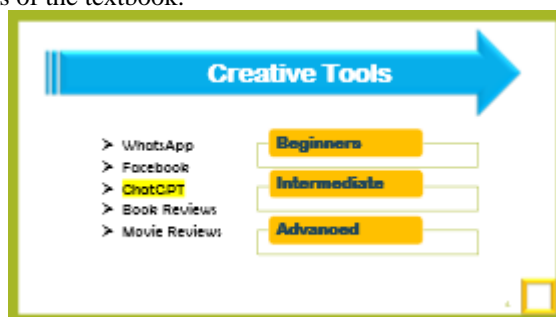 s of the textbook.
Creative Tools
➤ WhatsApp
➤ Facebook
➤ ChatGPT
➤ Book Reviews
➤ Movie Reviews
Beginners
Intermediate
Advanced